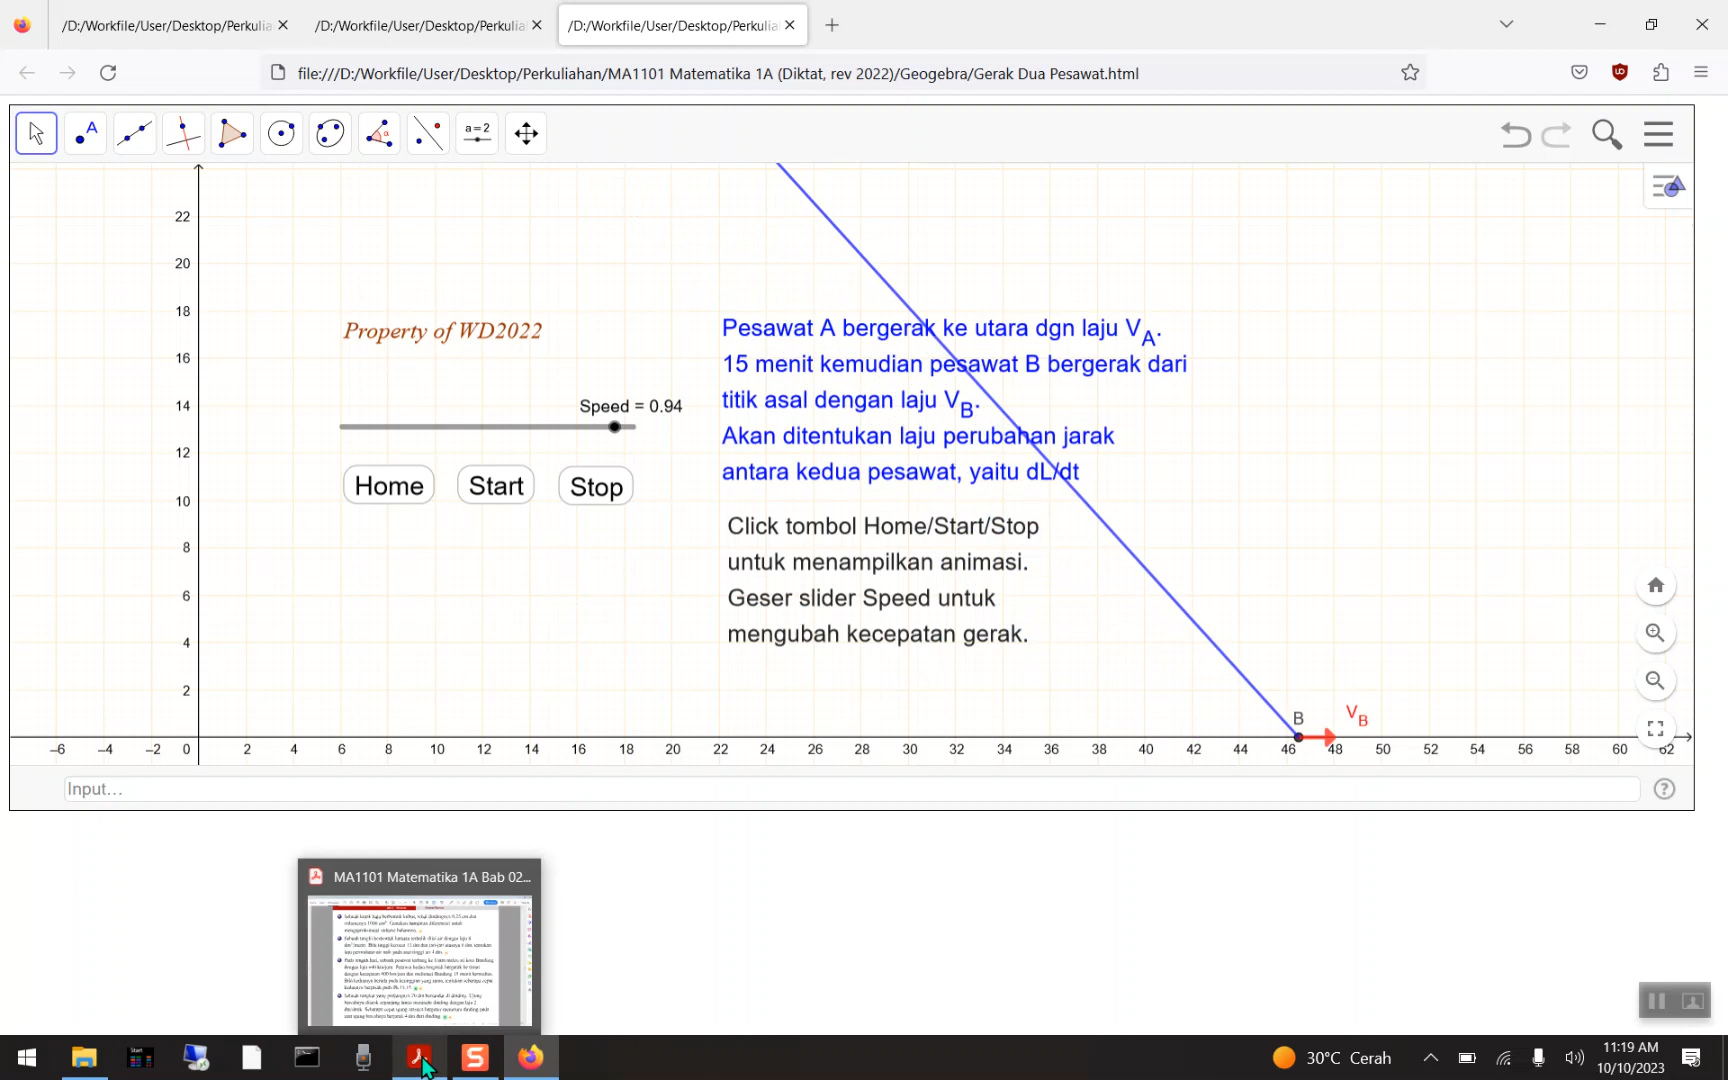 /D:/Workfile/User/Desktop/Perkulia
/D:/Workfile/User/Desktop/Perkulia
/D:/Workfile/User/Desktop/Perkulia
file:///D:/Workfile/User/Desktop/Perkuliahan/MA1101 Matematika 1A (Diktat, rev 2022)/Geogebra/Gerak Dua Pesawat.html
A
α
a=2
22
20
18
16
14
12
10
8
6
4
2
Property of WD2022
Speed = 0.94
Home Start Stop
Pesawat A bergerak ke utara dgn laju V_A.
15 menit kemudian pesawat B bergerak dari
titik asal dengan laju V_B.
Akan ditentukan laju perubahan jarak
antara kedua pesawat, yaitu dL/dt
Click tombol Home/Start/Stop
untuk menampilkan animasi.
Geser slider Speed untuk
mengubah kecepatan gerak.
B
V_B
–6 –4 –2 0 2 4 6 8 10 12 14 16 18 20 22 24 26 28 30 32 34 36 38 40 42 44 46 48 50 52 54 56 58 60 62
Input…
MA1101 Matematika 1A Bab 02...
Start
S
30°C Cerah
11:19 AM
10/10/2023